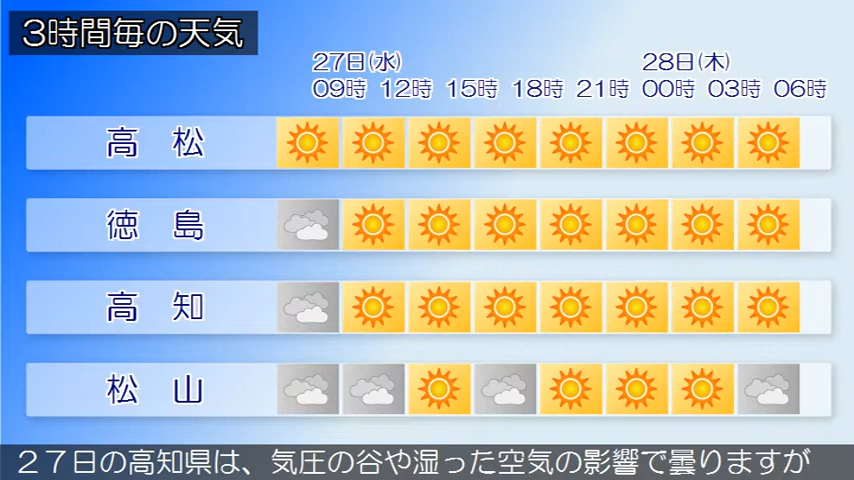 3時間毎の天気
27日(水) 28日(木)
09時 12時 15時 18時 21時 00時 03時 06時
高松
徳島
高知
松山
２７日の高知県は、気圧の谷や湿った空気の影響で曇りますが